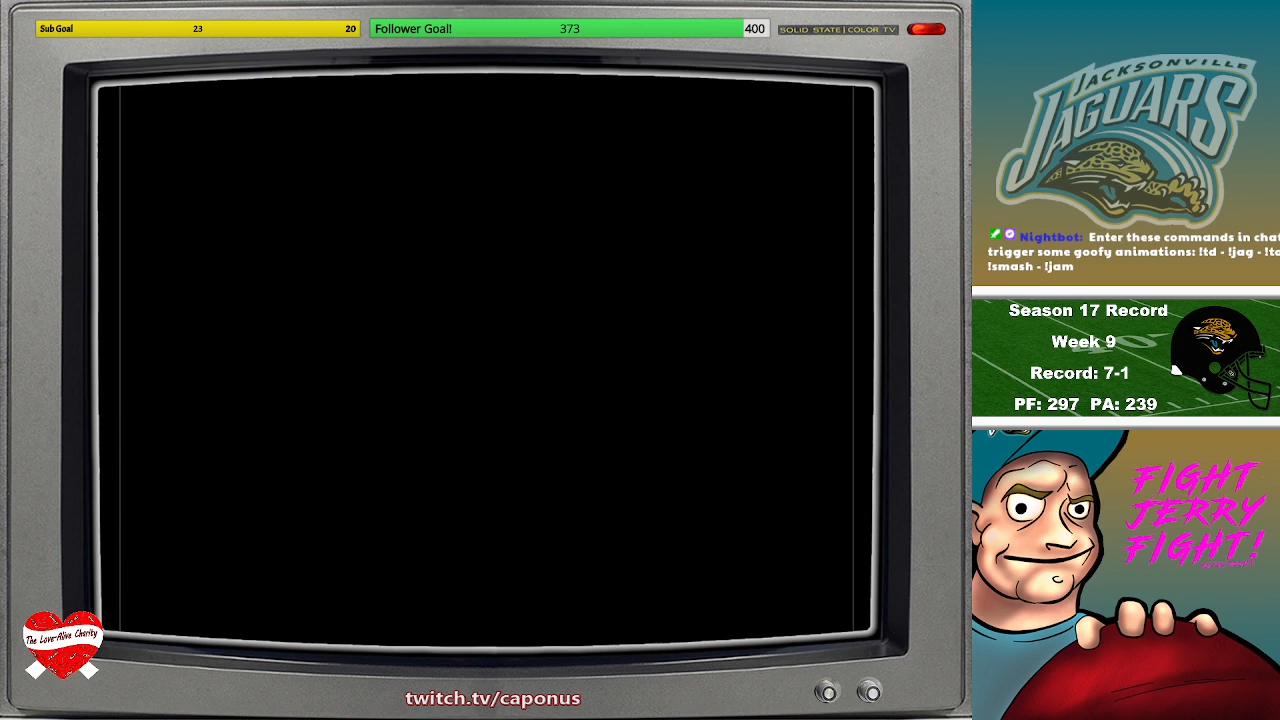 Sub Goal 23 20
Follower Goal! 373 400
SOLID STATE | COLOR TV
JACKSONVILLE
JAGUARS
Nightbot: Enter these commands in chat
trigger some goofy animations: !td - !jag -
!smash - !jam
Season 17 Record
Week 9
Record: 7-1
PF: 297 PA: 239
FIGHT
JERRY
FIGHT!
The Love-Alive Charity
twitch.tv/caponus